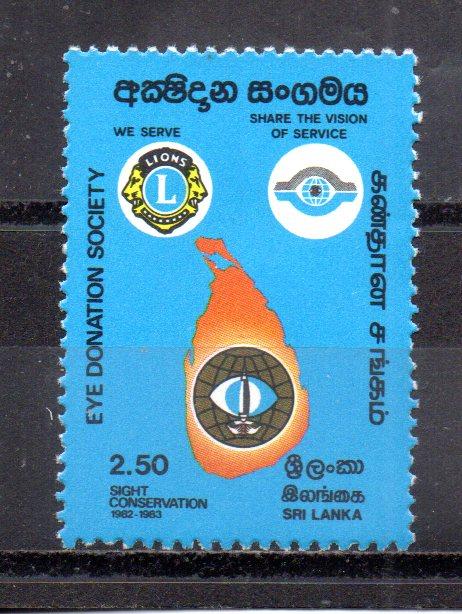 අක්ෂිදාන සංගමය
WE SERVE
SHARE THE VISION
OF SERVICE
LIONS
L
EYE DONATION SOCIETY
கண்தான சங்கம்
2.50
SIGHT
CONSERVATION
1982-1983
ශ්‍රී ලංකා
இலங்கை
SRI LANKA